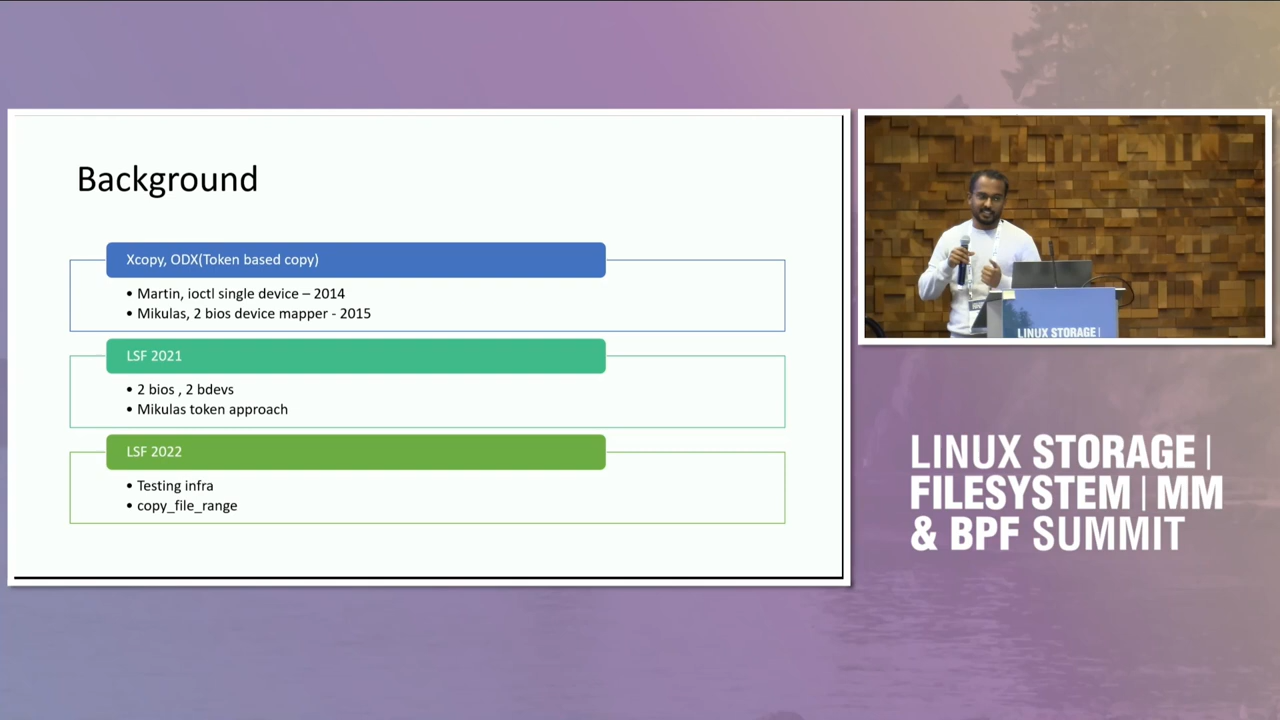 Background
Xcopy, ODX(Token based copy)
• Martin, ioctl single device – 2014
• Mikulas, 2 bios device mapper - 2015
LSF 2021
• 2 bios , 2 bdevs
• Mikulas token approach
LSF 2022
• Testing infra
• copy_file_range
LINUX STORAGE|
LINUX STORAGE|
FILESYSTEM | MM
& BPF SUMMIT